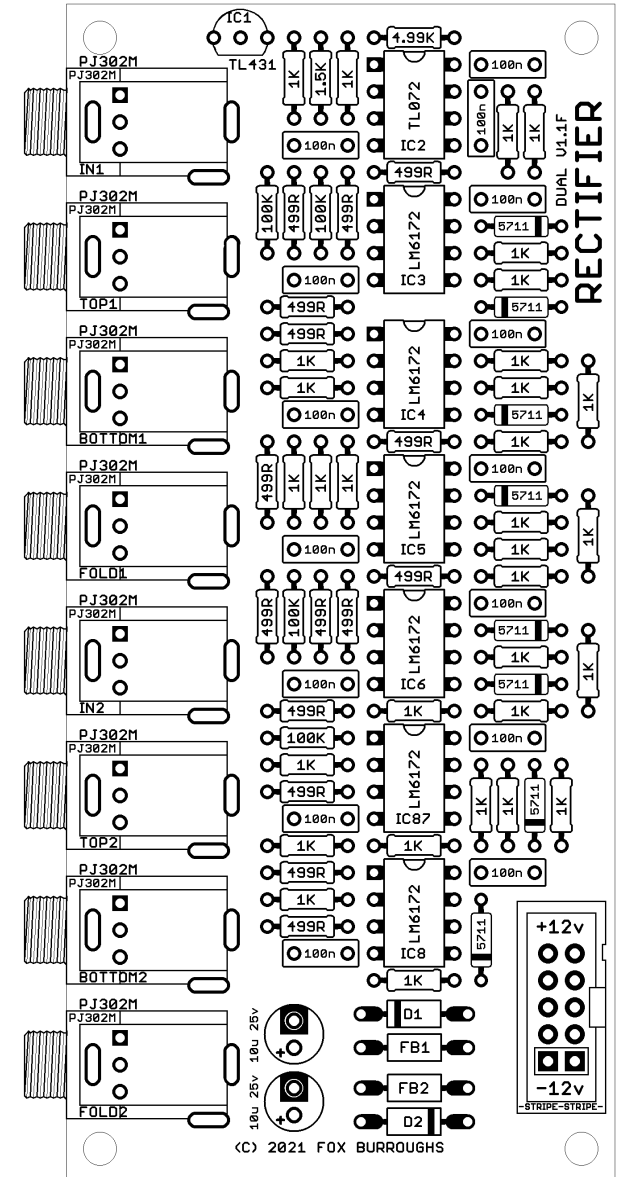 IC1
TL431
PJ302M
PJ302M
IN1
1K
1.5K
1K
4.99K
100n
TL072
IC2
100n
100n
1K
1K
DUAL V1.1F
RECTIFIER
499R
PJ302M
PJ302M
TOP1
100K
499R
100K
499R
LM6172
IC3
100n
5711
1K
1K
5711
100n
499R
PJ302M
PJ302M
BOTTOM1
499R
1K
1K
100n
LM6172
IC4
100n
1K
1K
5711
1K
1K
499R
PJ302M
PJ302M
FOLD1
499R
1K
1K
1K
100n
LM6172
IC5
100n
5711
1K
1K
1K
1K
499R
PJ302M
PJ302M
IN2
499R
100K
499R
499R
100n
LM6172
IC6
100n
5711
1K
5711
1K
1K
1K
PJ302M
PJ302M
TOP2
499R
100K
1K
499R
100n
LM6172
IC87
100n
1K
1K
5711
1K
1K
1K
PJ302M
PJ302M
BOTTOM2
499R
1K
499R
100n
LM6172
IC8
100n
5711
1K
+12v
-12v
-STRIPE-STRIPE-
PJ302M
PJ302M
FOLD2
10u 25v
+
10u 25v
+
D1
FB1
FB2
D2
(C) 2021 FOX BURROUGHS